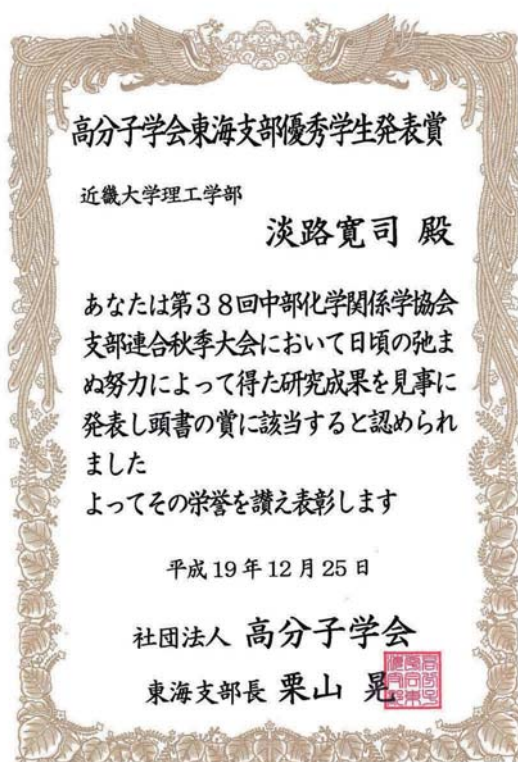 高分子学会東海支部優秀学生発表賞
近畿大学理工学部
淡路寛司 殿
あなたは第38回中部化学関係学協会
支部連合秋季大会において日頃の弛ま
ぬ努力によって得た研究成果を見事に
発表し頭書の賞に該当すると認められ
ました
よってその栄誉を讃え表彰します
平成19年12月25日
社団法人 高分子学会
東海支部長 栗山 晃